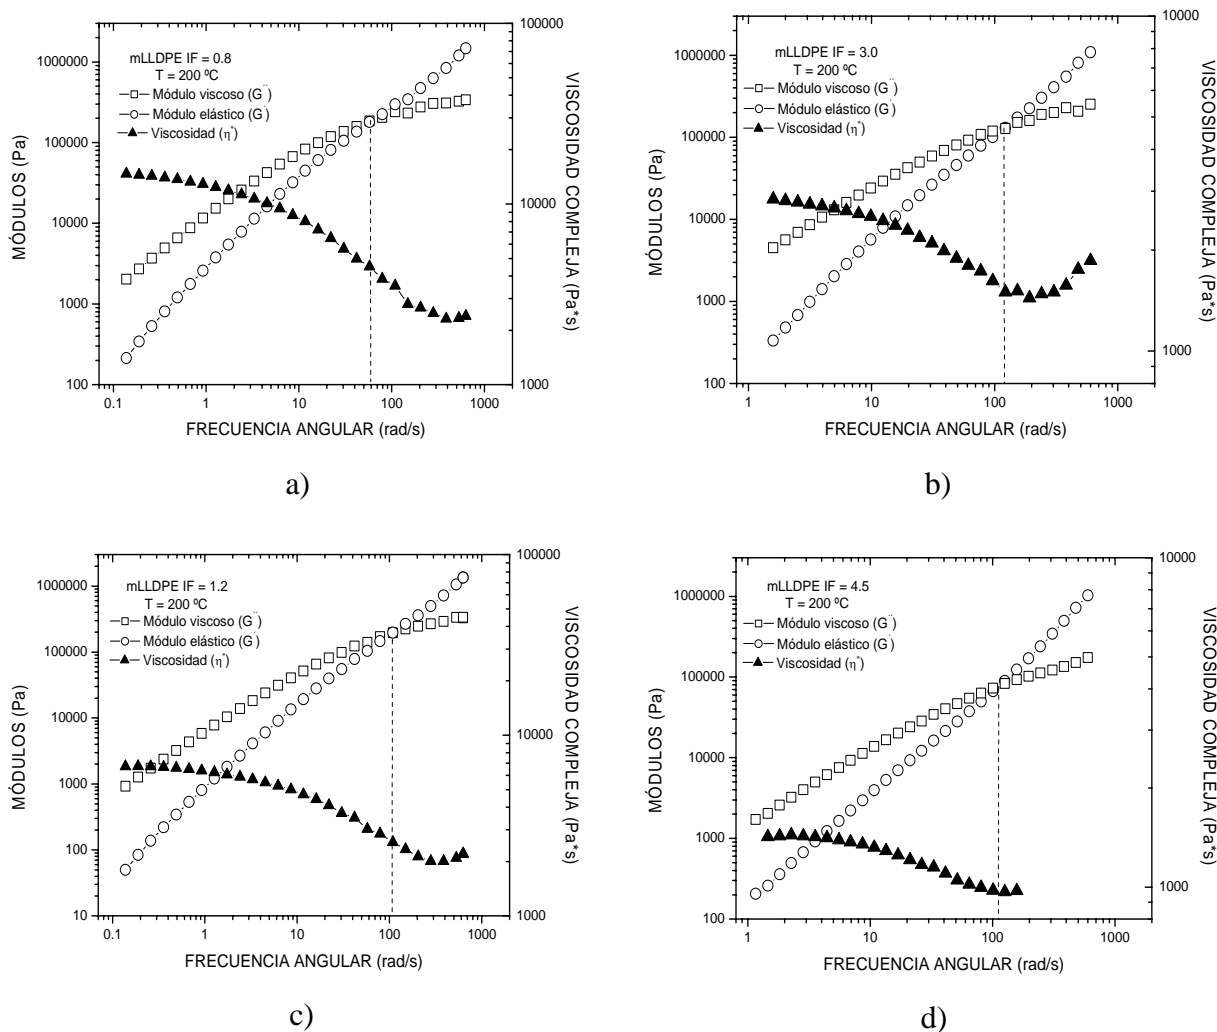 mLLDPE IF = 0.8
T = 200 ºC
Módulo viscoso (G¨)
Módulo elástico (G´)
Viscosidad (η*)
MÓDULOS (Pa)
1000000
100000
10000
1000
100
0.1 1 10 100 1000
FRECUENCIA ANGULAR (rad/s)
100000
10000
1000
VISCOSIDAD COMPLEJA (Pa*s)
a)
mLLDPE IF = 3.0
T = 200 ºC
Módulo viscoso (G¨)
Módulo elástico (G´)
Viscosidad (η*)
MÓDULOS (Pa)
1000000
100000
10000
1000
100
1 10 100 1000
FRECUENCIA ANGULAR (rad/s)
10000
1000
VISCOSIDAD COMPLEJA (Pa*s)
b)
mLLDPE IF = 1.2
T = 200 ºC
Módulo viscoso (G¨)
Módulo elástico (G´)
Viscosidad (η*)
MÓDULOS (Pa)
1000000
100000
10000
1000
100
10
0.1 1 10 100 1000
FRECUENCIA ANGULAR (rad/s)
100000
10000
1000
VISCOSIDAD COMPLEJA (Pa*s)
c)
mLLDPE IF = 4.5
T = 200 ºC
Módulo viscoso (G¨)
Módulo elástico (G´)
Viscosidad (η*)
MÓDULOS (Pa)
1000000
100000
10000
1000
100
1 10 100 1000
FRECUENCIA ANGULAR (rad/s)
10000
1000
VISCOSIDAD COMPLEJA (Pa*s)
d)